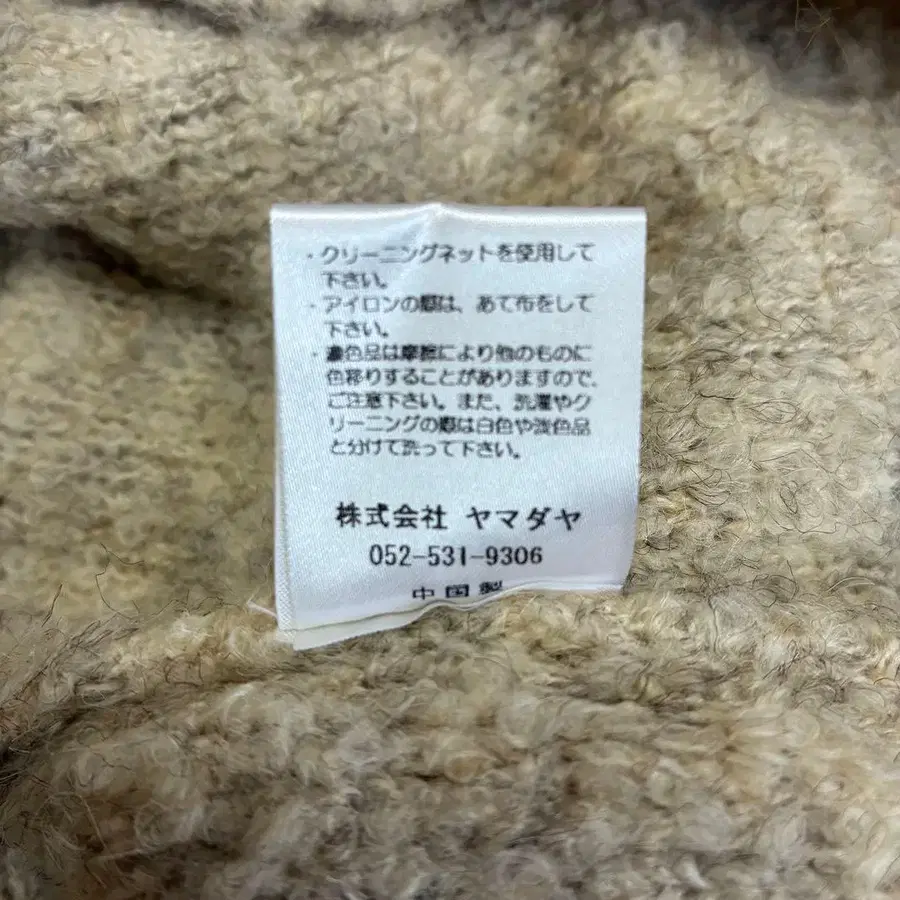 ・クリーニングネットを使用して
下さい。
・アイロンの際は、あて布をして
下さい。
・濃色品は摩擦により他のものに
色移りすることがありますので、
ご注意下さい。また、洗濯やク
リーニングの際は白色や淡色品
と分けて洗って下さい。
株式会社 ヤマダヤ
052-531-9306
中国製